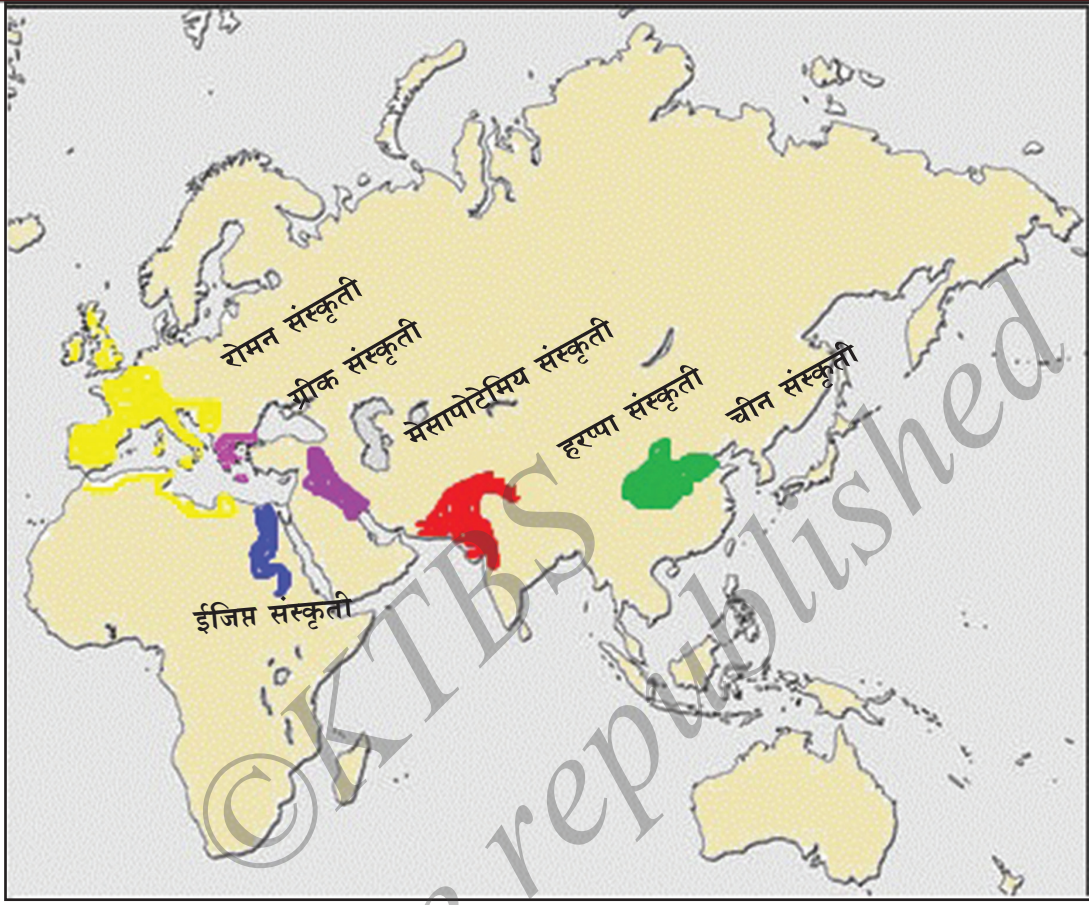 रोमन संस्कृती
ग्रीक संस्कृती
मेसापोटेमिय संस्कृती
हरप्पा संस्कृती
चीन संस्कृती
ईजिप्त संस्कृती
©KTBS
republished